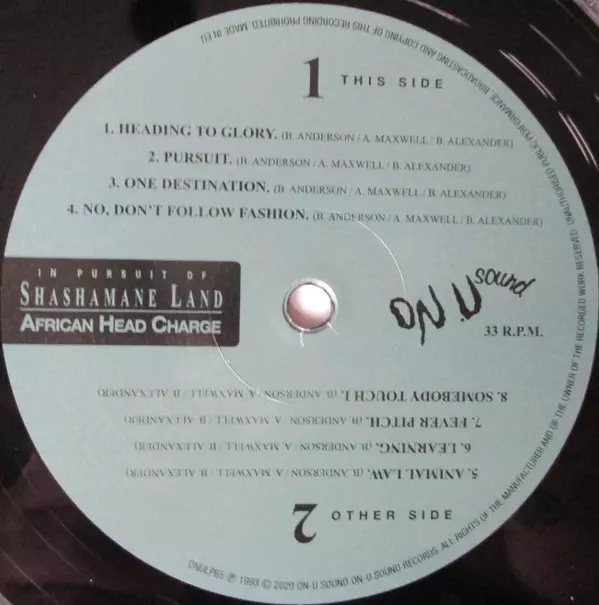 1 THIS SIDE
1. HEADING TO GLORY. (B. ANDERSON / A. MAXWELL / B. ALEXANDER)
2. PURSUIT. (B. ANDERSON / A. MAXWELL / B. ALEXANDER)
3. ONE DESTINATION. (B. ANDERSON / A. MAXWELL / B. ALEXANDER)
4. NO, DON'T FOLLOW FASHION. (B. ANDERSON / A. MAXWELL / B. ALEXANDER)
IN PURSUIT OF
SHASHAMANE LAND
AFRICAN HEAD CHARGE
ON.U sound
33 R.P.M.
2 OTHER SIDE
5. ANIMAL LAW. (B. ANDERSON / A. MAXWELL / B. ALEXANDER)
6. LEARNING. (B. ANDERSON / A. MAXWELL / B. ALEXANDER)
7. FEVER PITCH. (B. ANDERSON / A. MAXWELL / B. ALEXANDER)
8. SOMEBODY TOUCH I. (B. ANDERSON / A. MAXWELL / B. ALEXANDER)
ONULP65 ℗ 1993 © 2020 ON-U SOUND ON-U SOUND RECORDS. ALL RIGHTS OF THE MANUFACTURER AND OF THE OWNER OF THE RECORDED WORK RESERVED. UNAUTHORISED PUBLIC PERFORMANCE, BROADCASTING AND COPYING OF THIS RECORDING PROHIBITED. MADE IN EU